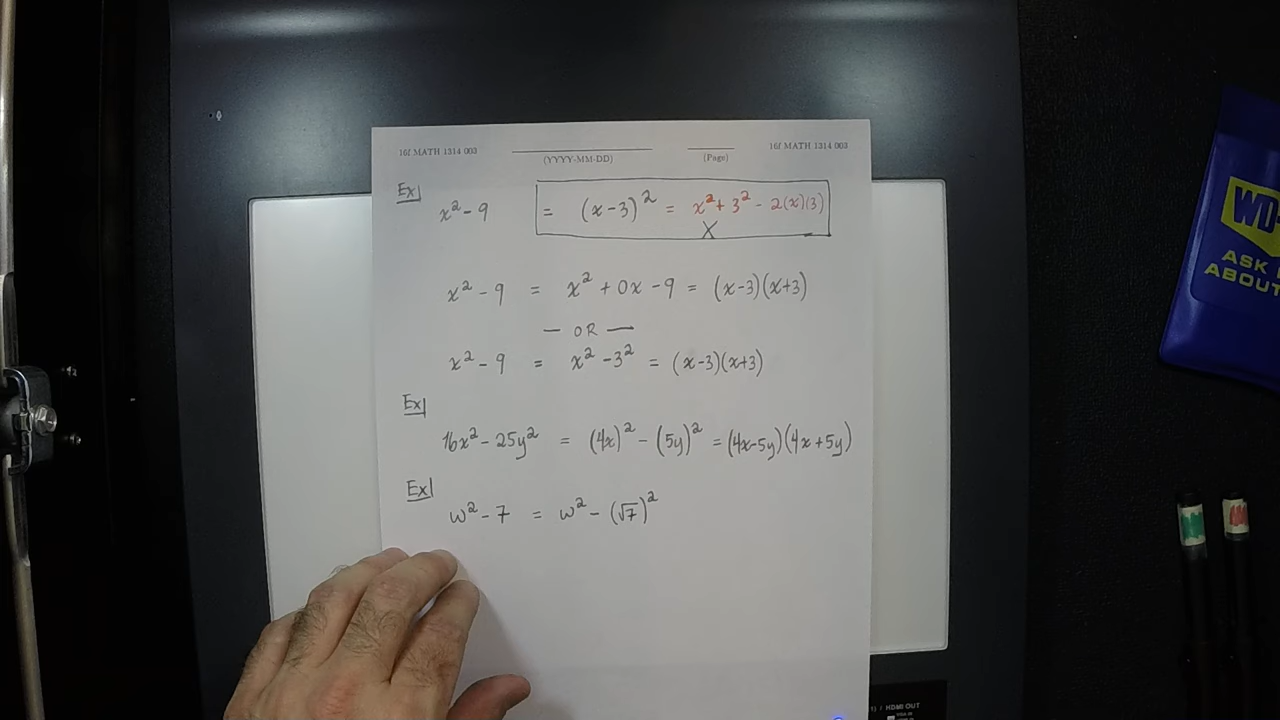 16f MATH 1314 003 (YYYY-MM-DD) (Page) 16f MATH 1314 003
Ex|
x² - 9 = (x-3)² = x² + 3² - 2(x)(3)
X
x² - 9 = x² + 0x - 9 = (x-3)(x+3)
— OR —
x² - 9 = x² - 3² = (x-3)(x+3)
Ex|
16x² - 25y² = (4x)² - (5y)² = (4x-5y)(4x+5y)
Ex|
w² - 7 = w² - (√7)²
WD-
ASK
ABOUT
HDMI OUT